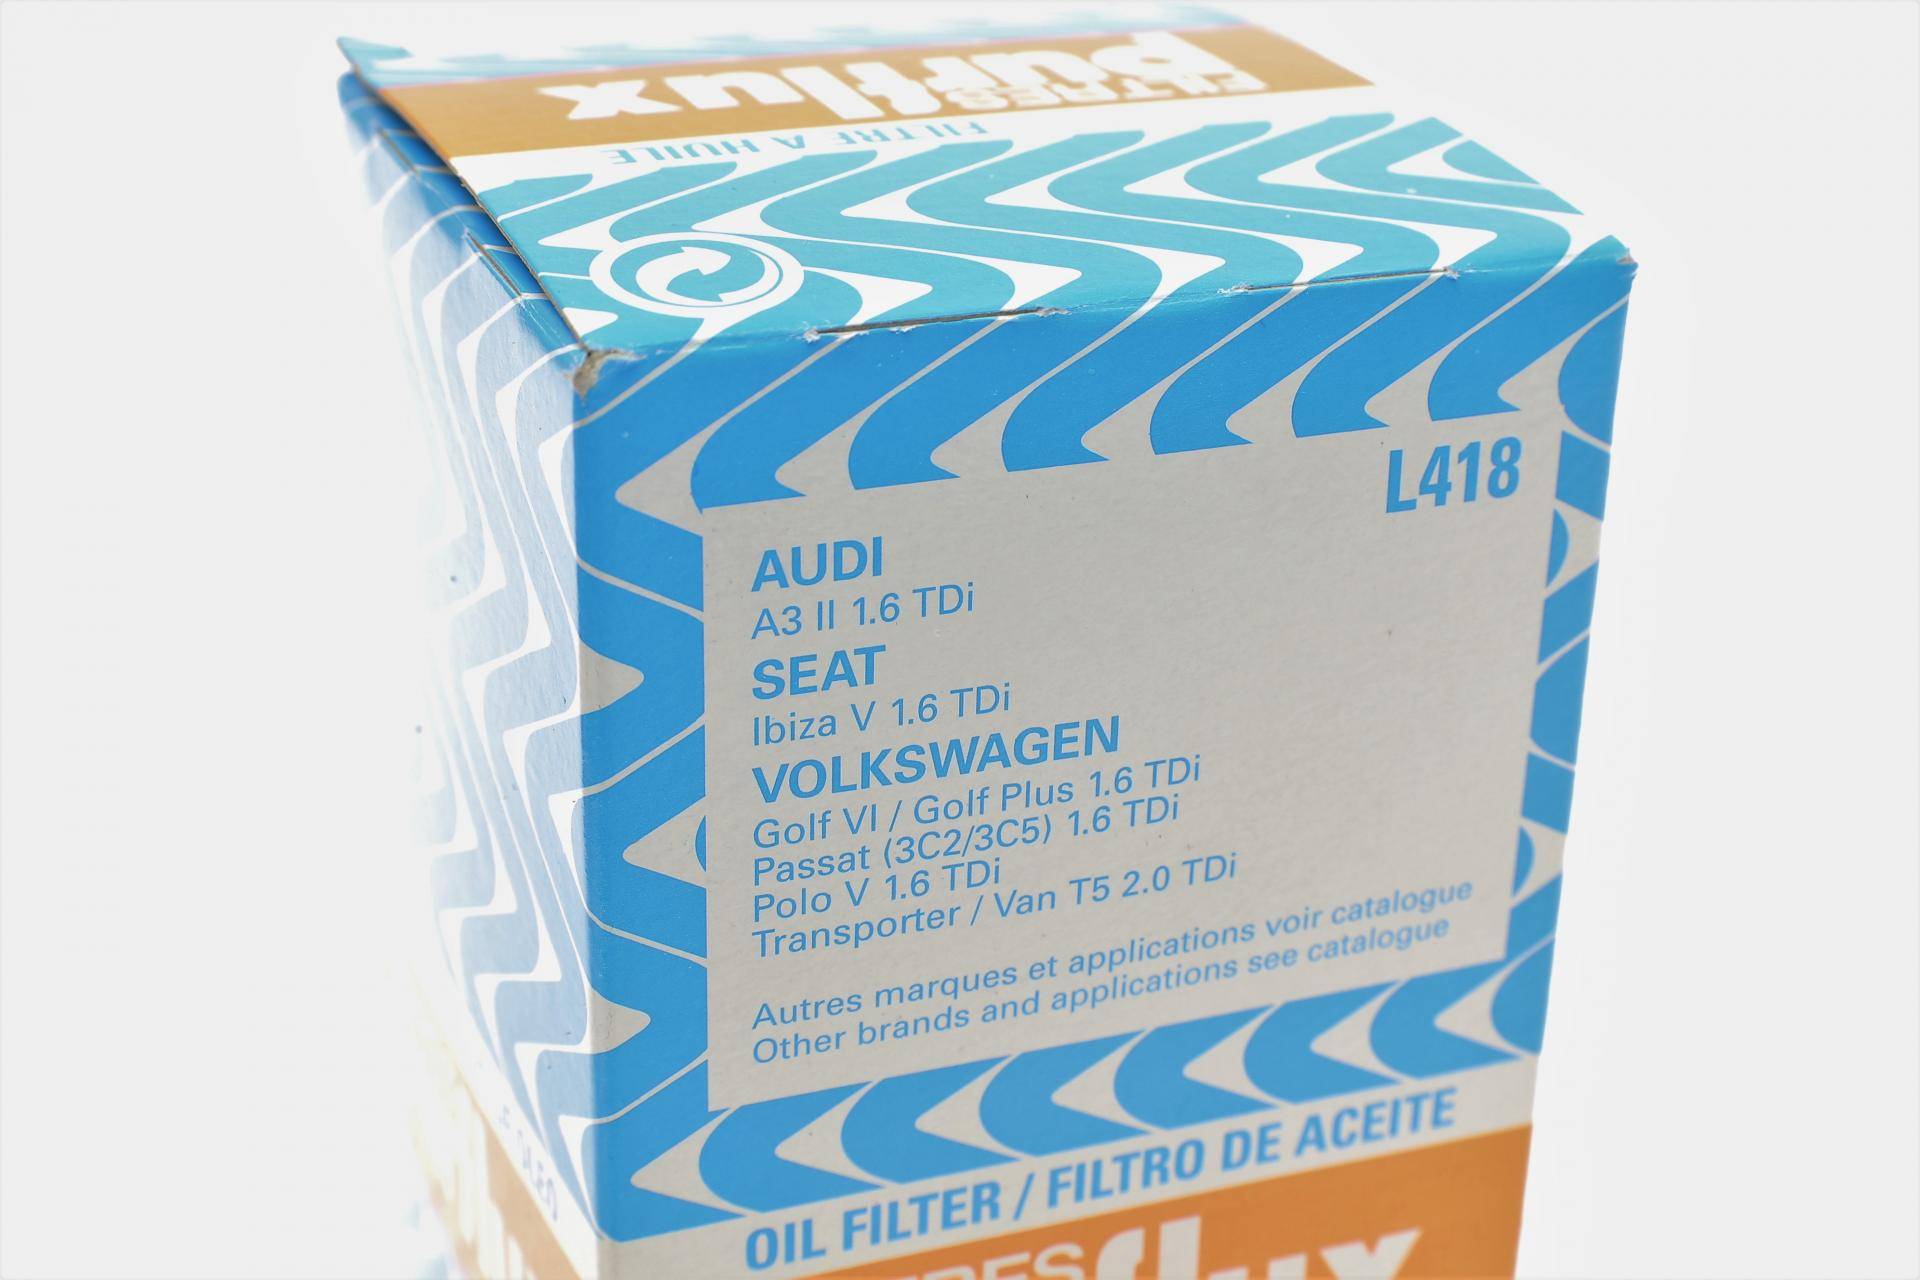 FILTRES
purflux
FILTRE A HUILE
L418
AUDI
A3 II 1.6 TDi
SEAT
Ibiza V 1.6 TDi
VOLKSWAGEN
Golf VI / Golf Plus 1.6 TDi
Passat (3C2/3C5) 1.6 TDi
Polo V 1.6 TDi
Transporter / Van T5 2.0 TDi
Autres marques et applications voir catalogue
Other brands and applications see catalogue
OIL FILTER / FILTRO DE ACEITE
flux